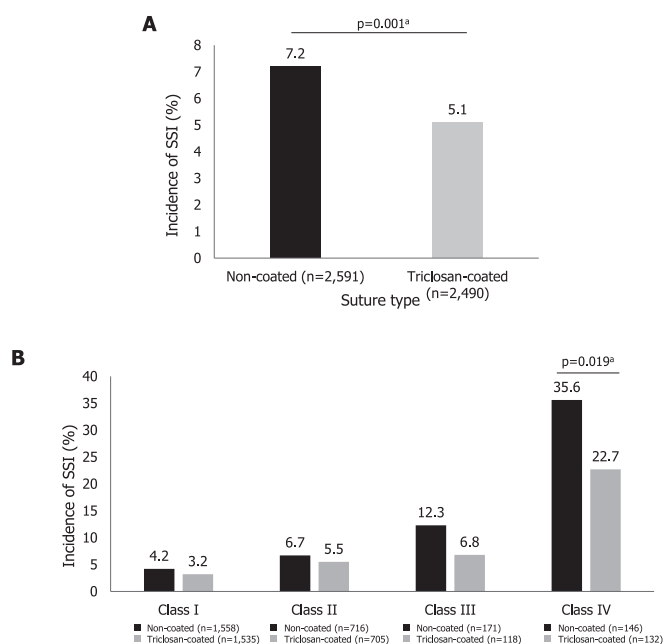 A
p=0.001ᵃ
Incidence of SSI (%)
8
7
6
5
4
3
2
1
0
7.2
5.1
Non-coated (n=2,591)
Triclosan-coated
(n=2,490)
Suture type
B
p=0.019ᵃ
Incidence of SSI (%)
40
35
30
25
20
15
10
5
0
4.2
3.2
6.7
5.5
12.3
6.8
35.6
22.7
Class I
Class II
Class III
Class IV
Non-coated (n=1,558)
Triclosan-coated (n=1,535)
Non-coated (n=716)
Triclosan-coated (n=705)
Non-coated (n=171)
Triclosan-coated (n=118)
Non-coated (n=146)
Triclosan-coated (n=132)